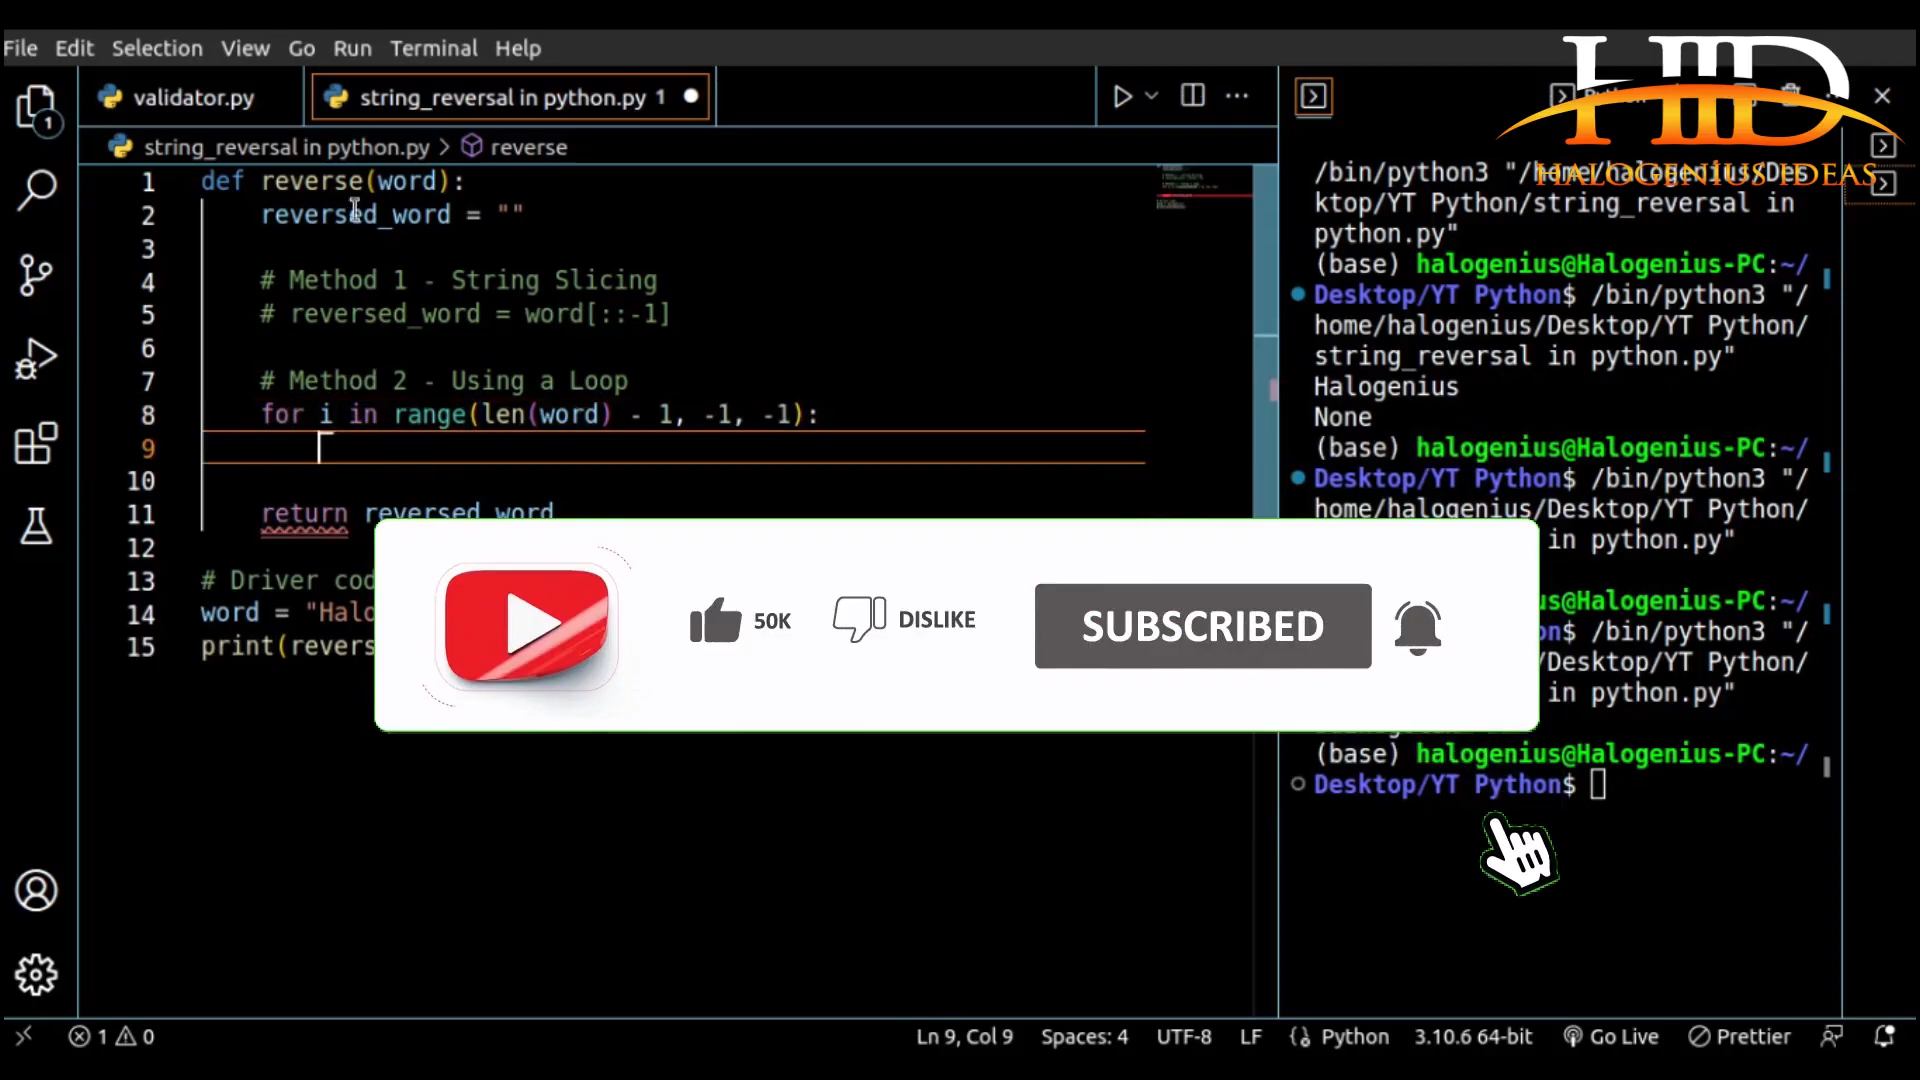 File Edit Selection View Go Run Terminal Help
HID
HALOGENIUS IDEAS
validator.py
string_reversal in python.py 1
string_reversal in python.py > reverse
1 def reverse(word):
2 reversed_word = ""
3
4 # Method 1 - String Slicing
5 # reversed_word = word[::-1]
6
7 # Method 2 - Using a Loop
8 for i in range(len(word) - 1, -1, -1):
9
10
11 return reversed_word
12
13 # Driver cod
14 word = "Halo
15 print(revers
/bin/python3 "/home/halogenius/Des
ktop/YT Python/string_reversal in
python.py"
(base) halogenius@Halogenius-PC:~/
Desktop/YT Python$ /bin/python3 "/
home/halogenius/Desktop/YT Python/
string_reversal in python.py"
Halogenius
None
(base) halogenius@Halogenius-PC:~/
Desktop/YT Python$ /bin/python3 "/
home/halogenius/Desktop/YT Python/
in python.py"
us@Halogenius-PC:~/
on$ /bin/python3 "/
/Desktop/YT Python/
in python.py"
(base) halogenius@Halogenius-PC:~/
Desktop/YT Python$
50K
DISLIKE
SUBSCRIBED
1
1 0
Ln 9, Col 9 Spaces: 4 UTF-8 LF Python 3.10.6 64-bit Go Live Prettier